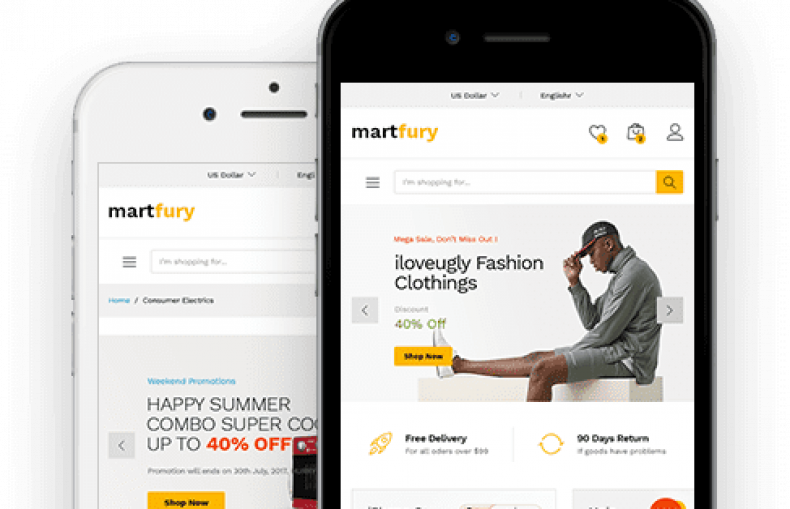 US Dollar
Engli
martfury
I'm shopping for...
Home / Consumer Electrics
Weekend Promotions
HAPPY SUMMER
COMBO SUPER COO
UP TO 40% OFF
Promotion will ends on 30th July, 2017,
Shop Now
US Dollar
Englishr
martfury
I'm shopping for...
Mega Sale, Don't Miss Out !
iloveugly Fashion
Clothings
Discount
40% Off
Shop Now
Free Delivery
For all oders over $99
90 Days Return
If goods have problems